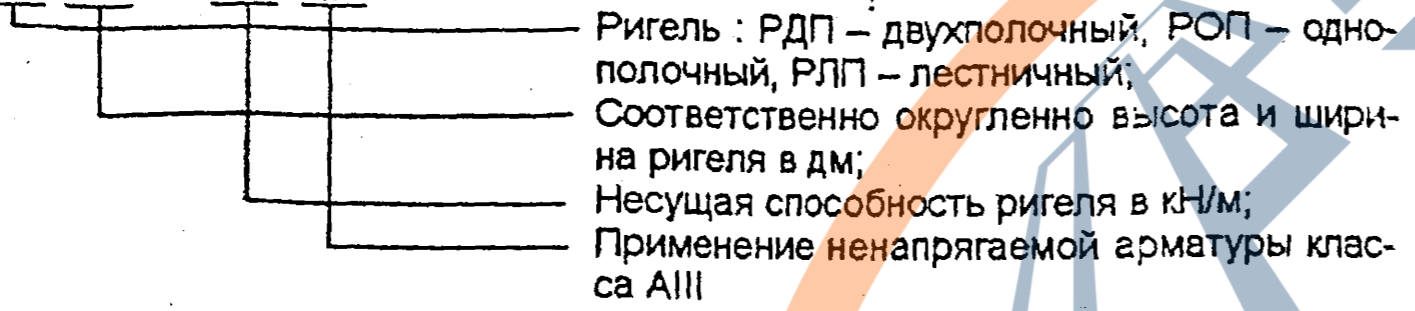 Ригель : РДП – двухполочный, РОП – одно-
полочный, РЛП – лестничный;
Соответственно округленно высота и шири-
на ригеля в дм;
Несущая способность ригеля в кН/м;
Применение ненапрягаемой арматуры клас-
са АIII